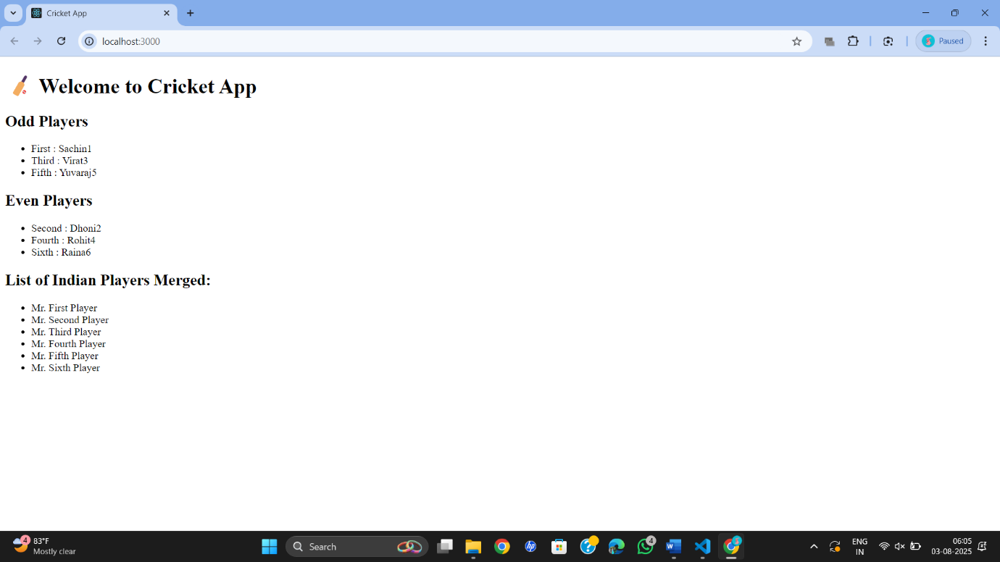 Cricket App
localhost:3000
Paused
Welcome to Cricket App
Odd Players
First : Sachin1
Third : Virat3
Fifth : Yuvaraj5
Even Players
Second : Dhoni2
Fourth : Rohit4
Sixth : Raina6
List of Indian Players Merged:
Mr. First Player
Mr. Second Player
Mr. Third Player
Mr. Fourth Player
Mr. Fifth Player
Mr. Sixth Player
4
83°F
Mostly clear
Search
hp
4
W
ENG
IN
06:05
03-08-2025